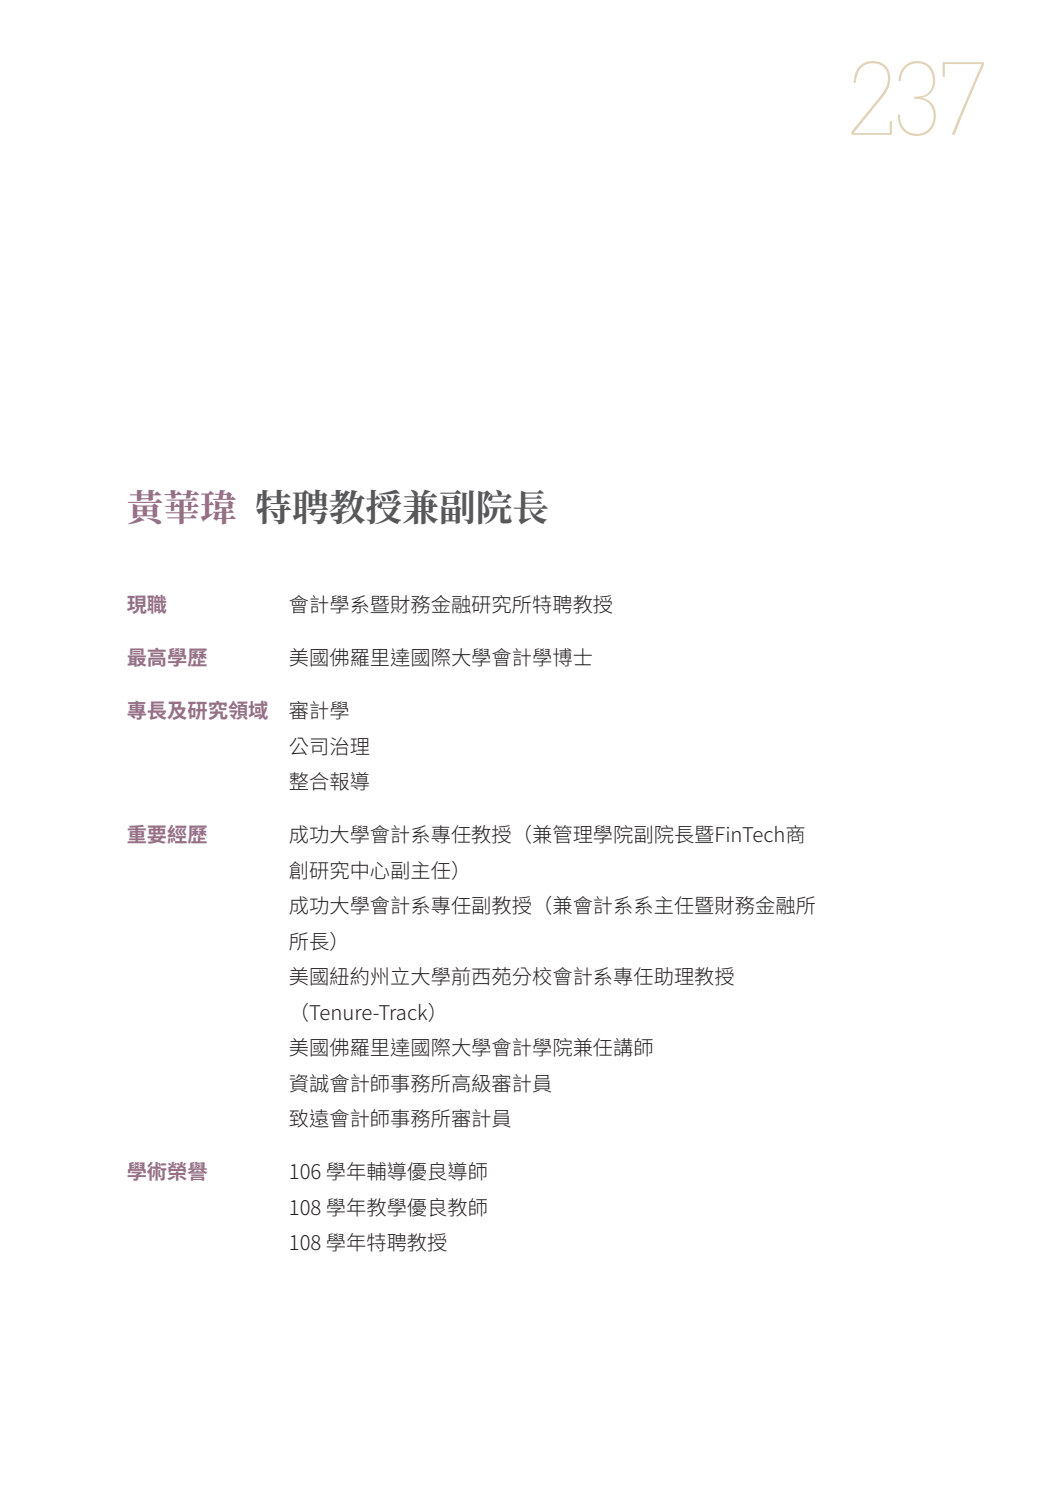 237
黃華瑋 特聘教授兼副院長
現職 會計學系暨財務金融研究所特聘教授
最高學歷 美國佛羅里達國際大學會計學博士
專長及研究領域 審計學
公司治理
整合報導
重要經歷 成功大學會計系專任教授（兼管理學院副院長暨FinTech商
創研究中心副主任）
成功大學會計系專任副教授（兼會計系系主任暨財務金融所
所長）
美國紐約州立大學前西苑分校會計系專任助理教授
（Tenure-Track）
美國佛羅里達國際大學會計學院兼任講師
資誠會計師事務所高級審計員
致遠會計師事務所審計員
學術榮譽 106 學年輔導優良導師
108 學年教學優良教師
108 學年特聘教授